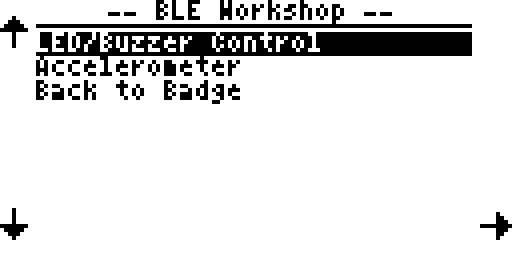 -- BLE Workshop --
LED/Buzzer Control
Accelerometer
Back to Badge